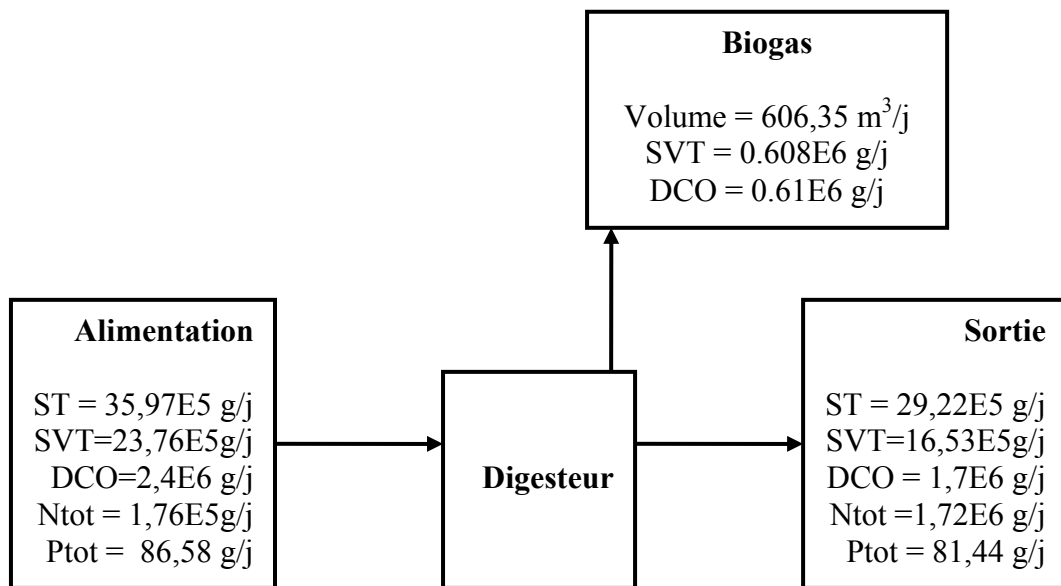 Biogas
Volume = 606,35 m³/j
SVT = 0.608E6 g/j
DCO = 0.61E6 g/j
Alimentation
ST = 35,97E5 g/j
SVT=23,76E5g/j
DCO=2,4E6 g/j
Ntot = 1,76E5g/j
Ptot = 86,58 g/j
Digesteur
Sortie
ST = 29,22E5 g/j
SVT=16,53E5g/j
DCO = 1,7E6 g/j
Ntot =1,72E6 g/j
Ptot = 81,44 g/j